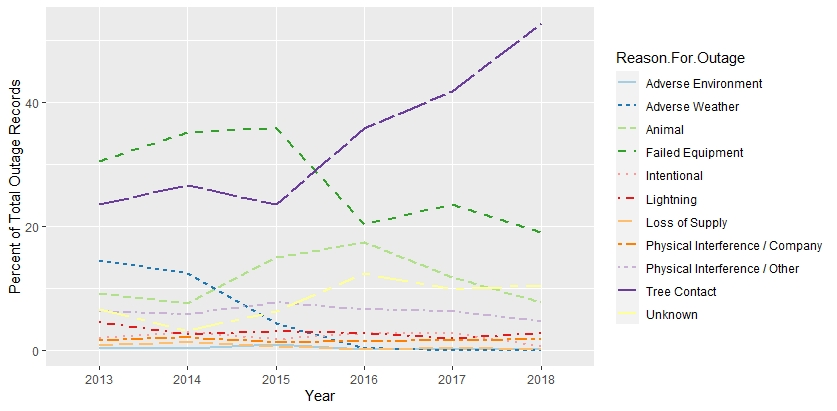 Percent of Total Outage Records
40
20
0
2013 2014 2015 2016 2017 2018
Year
Reason.For.Outage
Adverse Environment
Adverse Weather
Animal
Failed Equipment
Intentional
Lightning
Loss of Supply
Physical Interference / Company
Physical Interference / Other
Tree Contact
Unknown